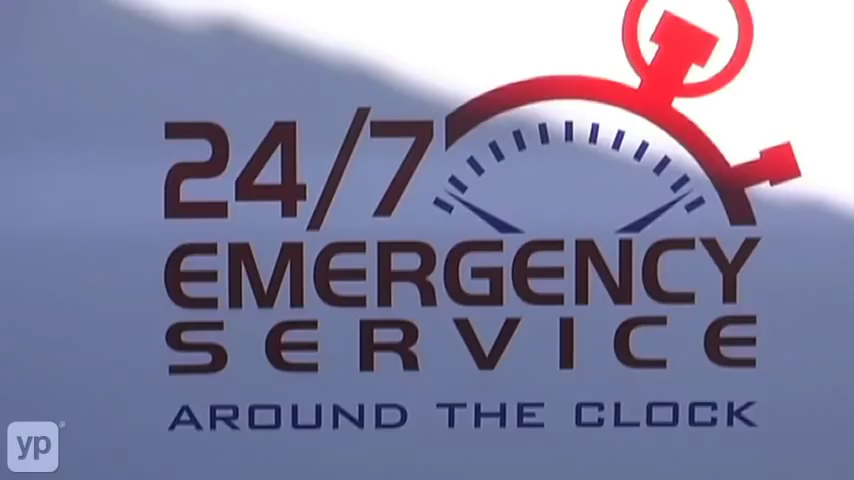 24/7
EMERGENCY
SERVICE
AROUND THE CLOCK
yp